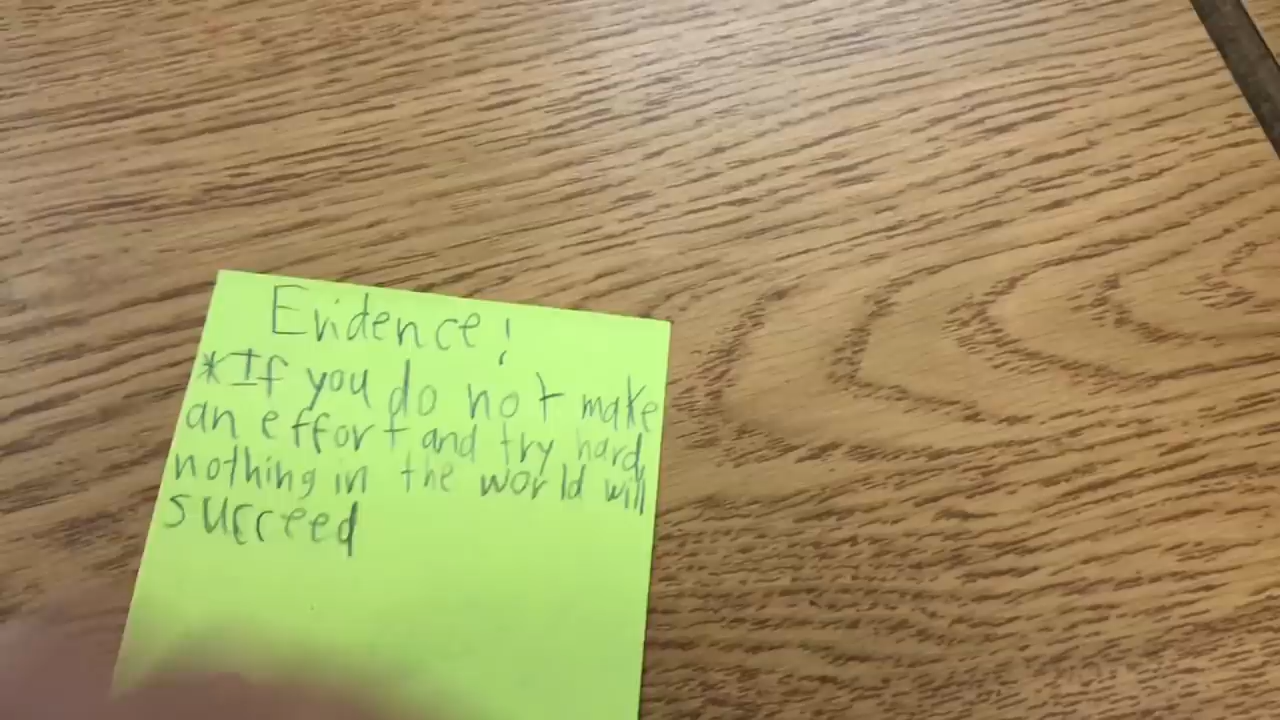 Evidence!
*If you do not make
an effort and try hard,
nothing in the world will
succeed